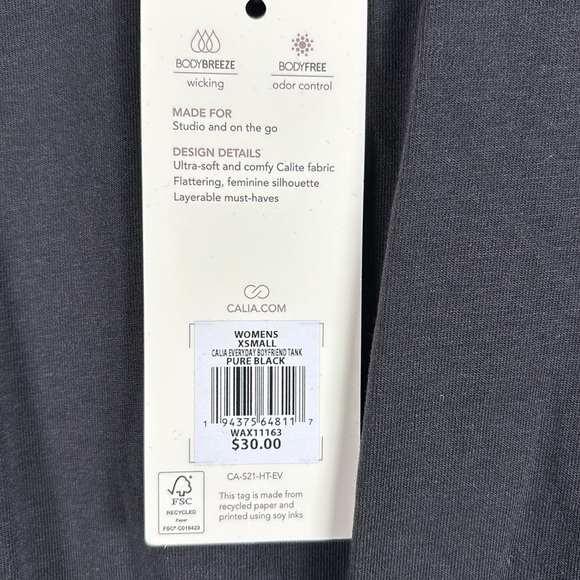 BODYBREEZE
wicking
BODYFREE
odor control
MADE FOR
Studio and on the go
DESIGN DETAILS
Ultra-soft and comfy Calite fabric
Flattering, feminine silhouette
Layerable must-haves
CALIA.COM
WOMENS
XSMALL
CALIA EVERYDAY BOYFRIEND TANK
PURE BLACK
1 94375 64811 7
WAX11163
$30.00
CA-S21-HT-EV
FSC
RECYCLED
Paper
FSC® C016423
This tag is made from
recycled paper and
printed using soy inks